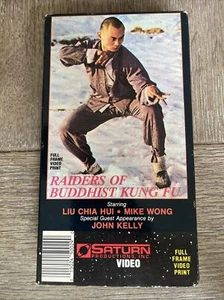 FULL
FRAME
VIDEO
PRINT
RAIDERS OF
BUDDHIST KUNG FU
Starring
LIU CHIA HUI • MIKE WONG
Special Guest Appearance by
JOHN KELLY
SATURN
PRODUCTIONS, INC.
VIDEO
FULL
FRAME
VIDEO
PRINT